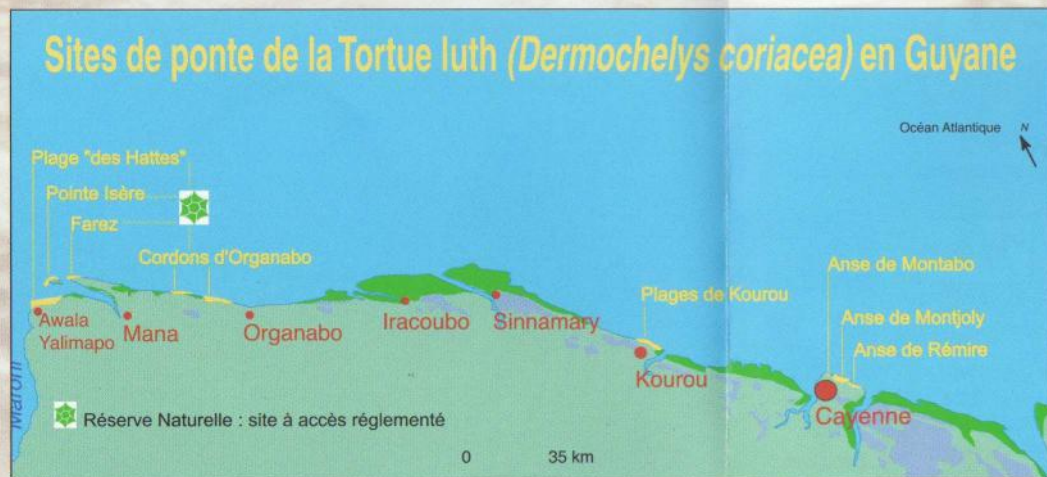 Sites de ponte de la Tortue luth (Dermochelys coriacea) en Guyane
Océan Atlantique N
Plage "des Hattes"
Pointe Isère
Farez
Cordons d'Organabo
Anse de Montabo
Plages de Kourou
Anse de Montjoly
Anse de Rémire
Awala
Yalimapo
Mana
Organabo
Iracoubo
Sinnamary
Kourou
Cayenne
Maroni
Réserve Naturelle : site à accès réglementé
0 35 km